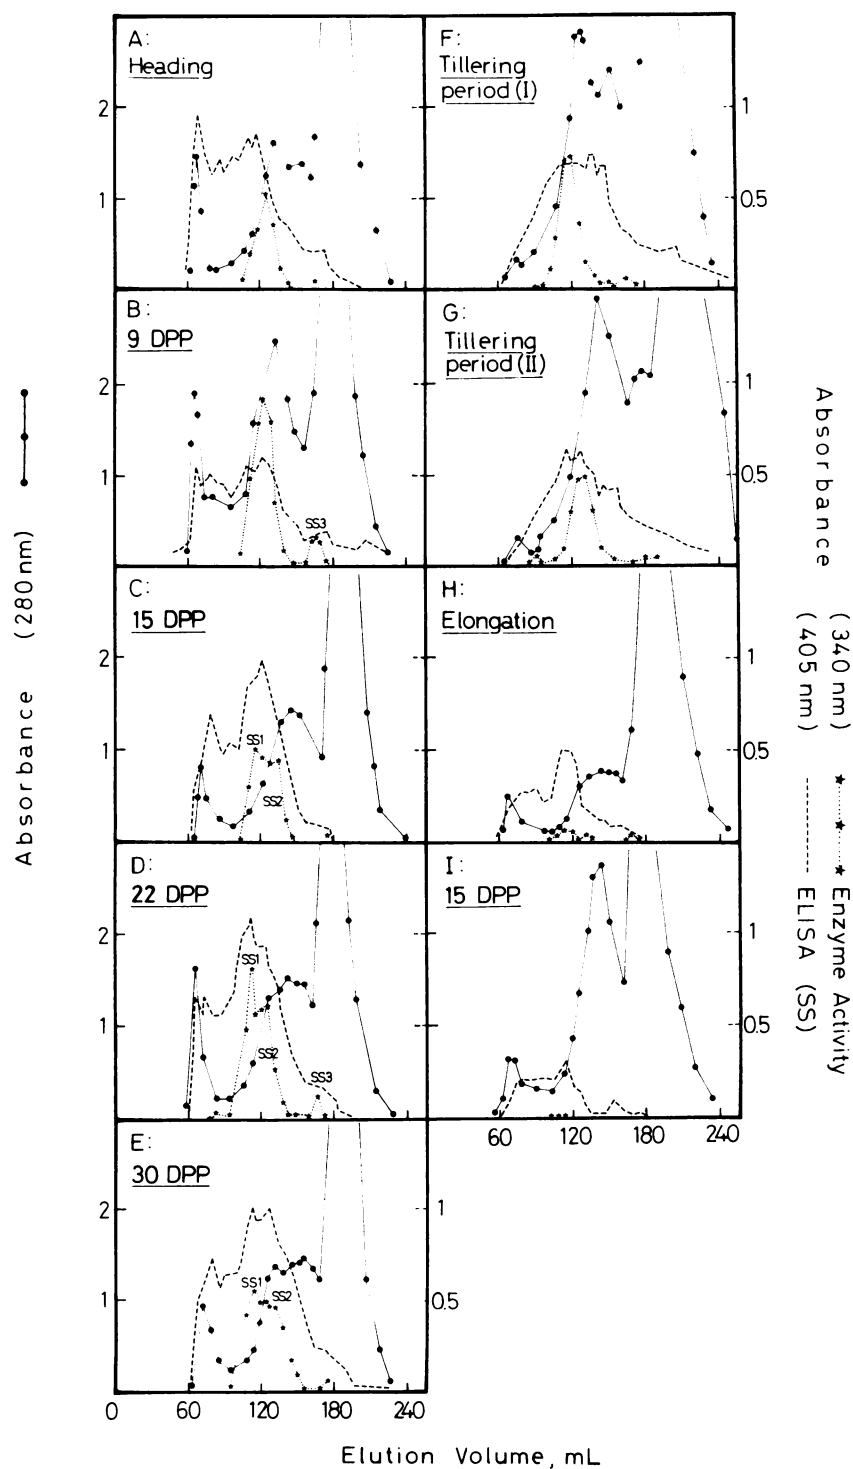 A:
Heading
2
1
F:
Tillering
period (I)
1
0.5
B:
9 DPP
2
1
SS3
G:
Tillering
period (II)
1
0.5
C:
15 DPP
2
1
SS1
SS2
H:
Elongation
1
0.5
D:
22 DPP
2
1
SS1
SS2
SS3
I:
15 DPP
1
0.5
60 120 180 240
E:
30 DPP
2
1
SS1
SS2
1
0.5
0 60 120 180 240
Elution Volume, mL
Absorbance (280 nm)
Absorbance (340 nm)
(405 nm)
Enzyme Activity
ELISA (SS)